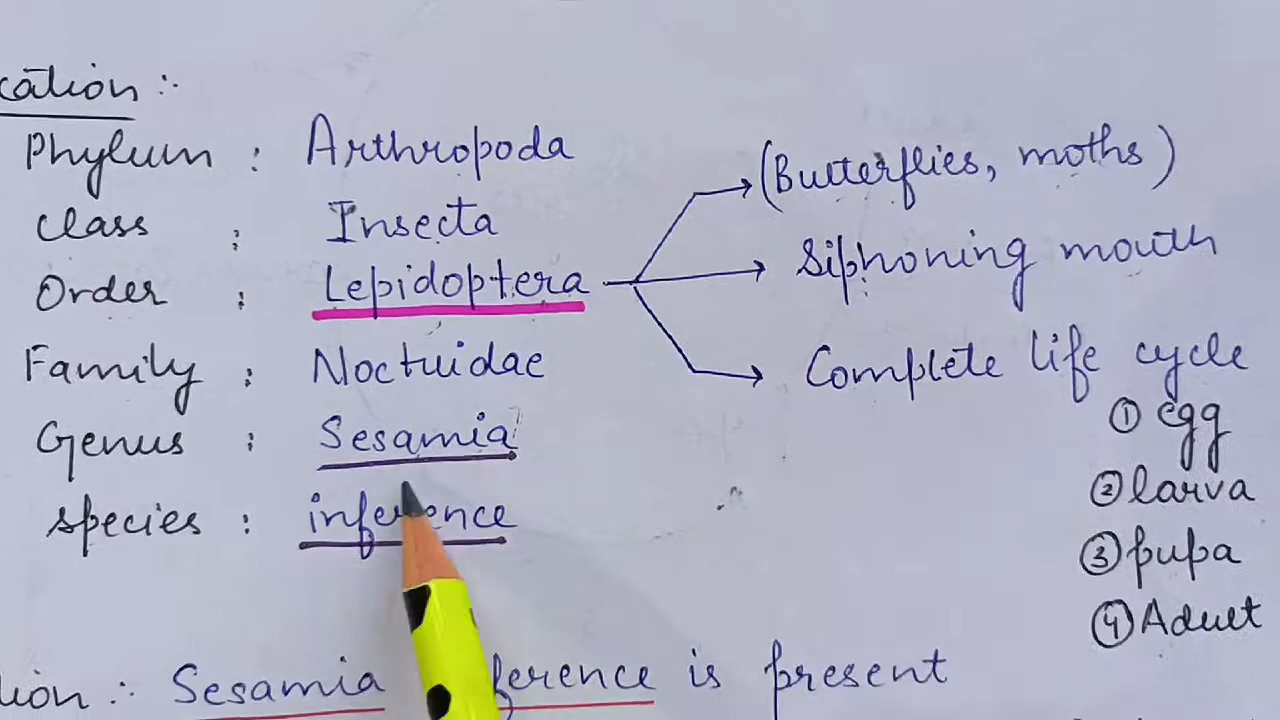 cation :-
Phylum : Arthropoda
(Butterflies, moths)
Class : Insecta
Siphoning mouth
Order : Lepidoptera
Complete life cycle
Family : Noctuidae
① egg
Genus : Sesamia
② larva
species : inference
③ pupa
④ Adult
tion :- Sesamia ference is present